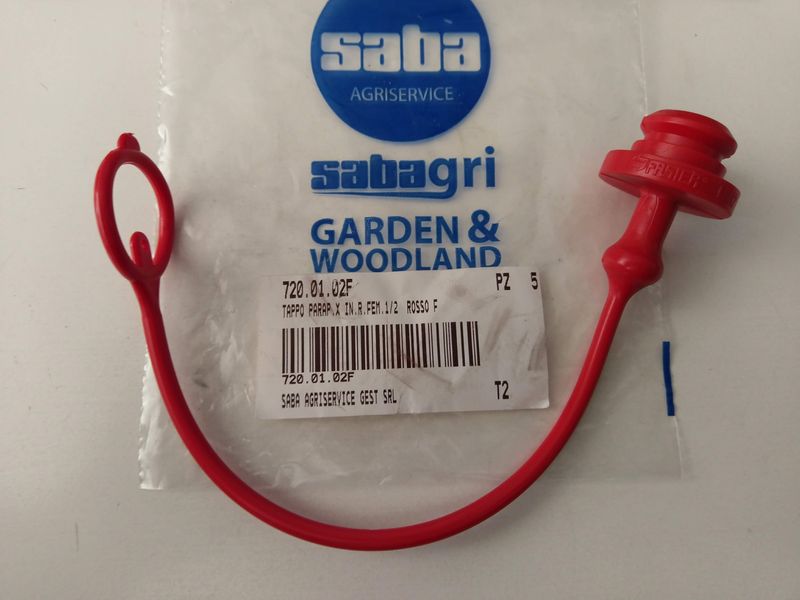 saba
AGRISERVICE
sabagri
GARDEN &
WOODLAND
FASTER
720.01.02F PZ 5
TAPPO PARAP.X IN.R.FEM.1/2 ROSSO F
720.01.02F
SABA AGRISERVICE GEST SRL T2